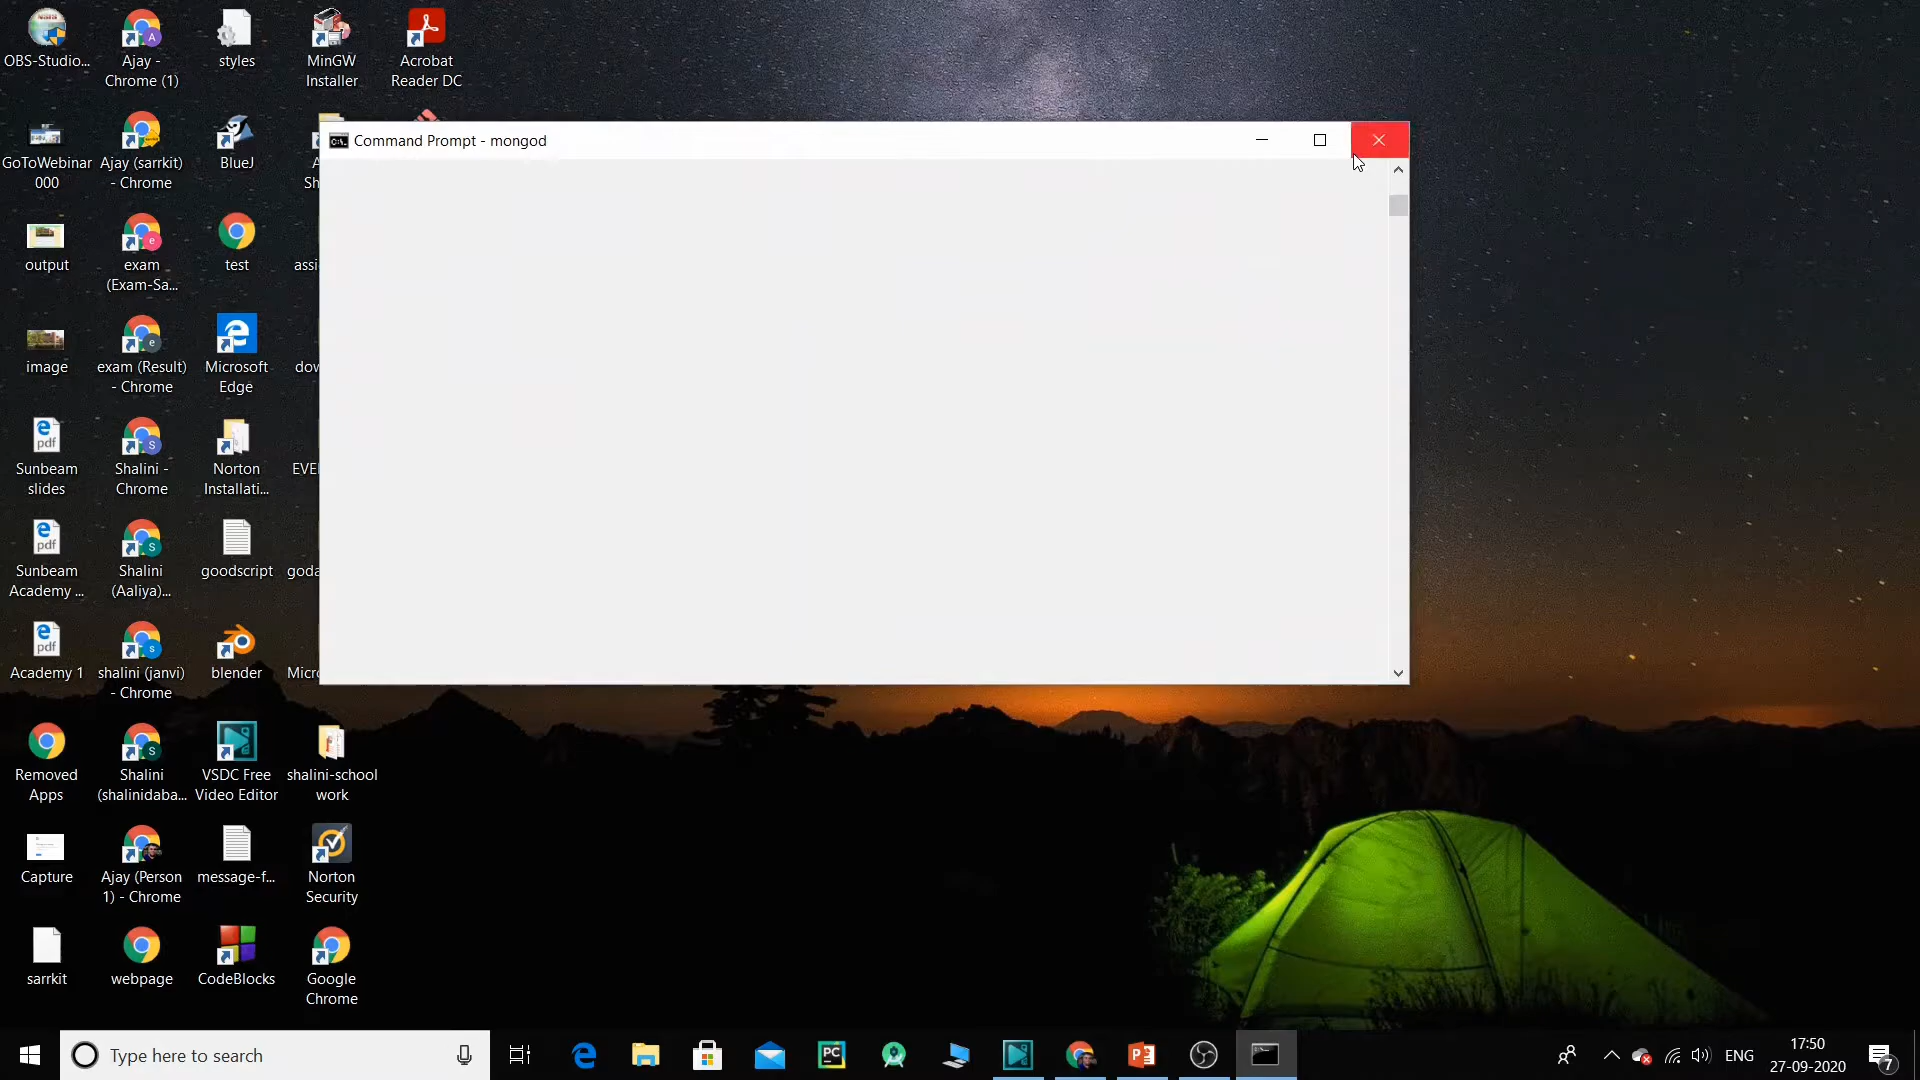 OBS-Studio...
Ajay -
Chrome (1)
styles
MinGW
Installer
Acrobat
Reader DC
Command Prompt - mongod
GoToWebinar
000
Ajay (sarrkit)
- Chrome
BlueJ
A
Sh
output
exam
(Exam-Sa...
test
assi
image
exam (Result)
- Chrome
Microsoft
Edge
dow
Sunbeam
slides
Shalini -
Chrome
Norton
Installati...
EVE
Sunbeam
Academy ...
Shalini
(Aaliya)...
goodscript
goda
Academy 1
shalini (janvi)
- Chrome
blender
Micro
Removed
Apps
Shalini
(shalinidaba...
VSDC Free
Video Editor
shalini-school
work
Capture
Ajay (Person
1) - Chrome
message-f...
Norton
Security
sarrkit
webpage
CodeBlocks
Google
Chrome
Type here to search
ENG
17:50
27-09-2020
7